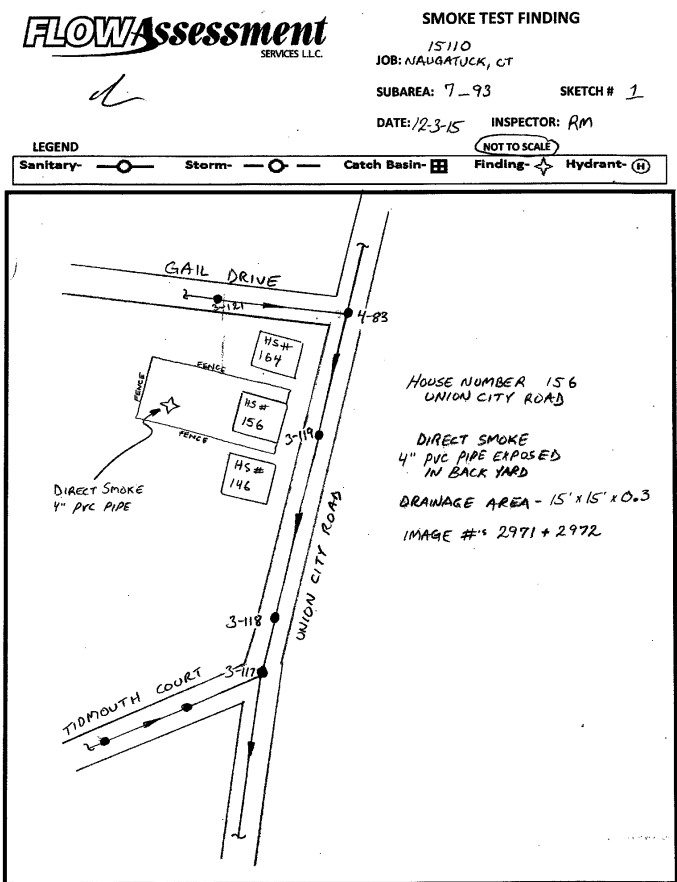 FLOWAssessment
SERVICES L.L.C.
SMOKE TEST FINDING
15110
JOB: NAUGATUCK, CT
SUBAREA: 7_93 SKETCH # 1
DATE: 12-3-15 INSPECTOR: RM
LEGEND
NOT TO SCALE
Sanitary- Storm- Catch Basin- Finding- Hydrant- H
GAIL DRIVE
3-121
4-83
HS#
164
FENCE
FENCE
HS#
156
3-119
FENCE
HS#
146
DIRECT SMOKE
4" PVC PIPE
HOUSE NUMBER 156
UNION CITY ROAD
DIRECT SMOKE
4" PVC PIPE EXPOSED
IN BACK YARD
DRAINAGE AREA - 15' x 15' x 0.3
IMAGE #'s 2971 + 2972
UNION CITY ROAD
3-118
3-117
TIDMOUTH COURT